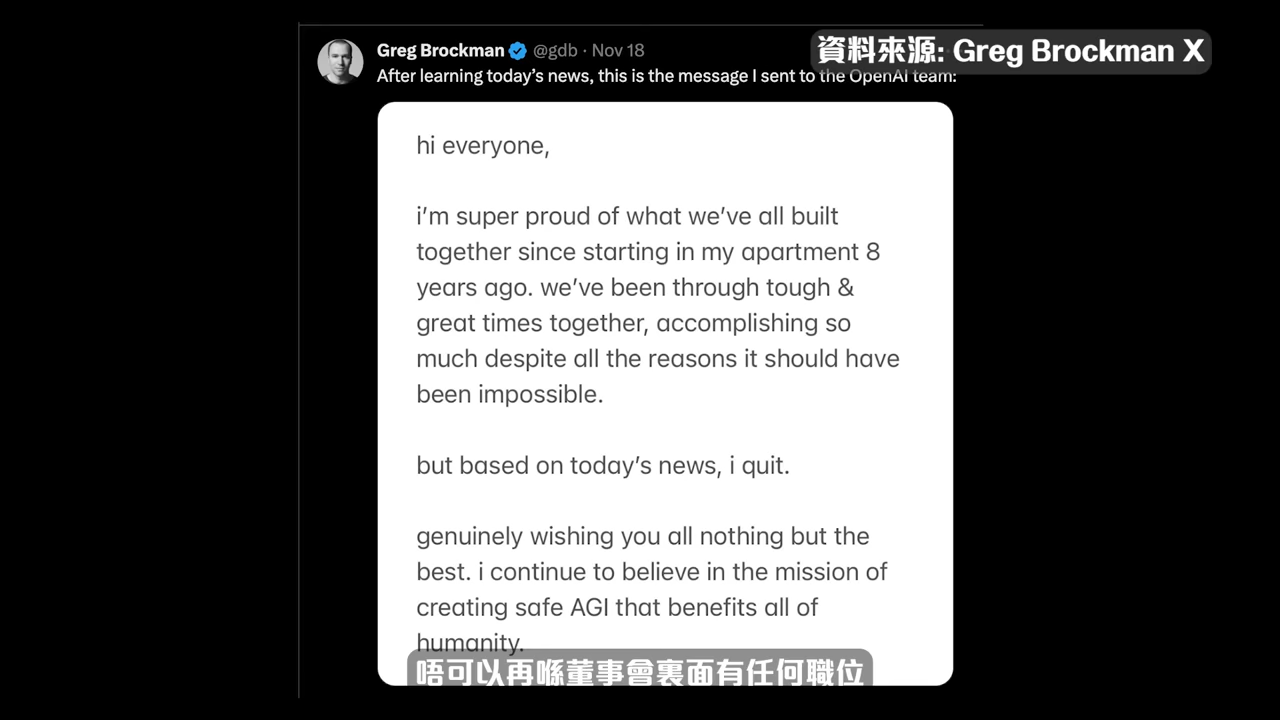 Greg Brockman @gdb · Nov 18
資料來源: Greg Brockman X
After learning today’s news, this is the message I sent to the OpenAI team:
hi everyone,
i’m super proud of what we’ve all built
together since starting in my apartment 8
years ago. we’ve been through tough &
great times together, accomplishing so
much despite all the reasons it should have
been impossible.
but based on today’s news, i quit.
genuinely wishing you all nothing but the
best. i continue to believe in the mission of
creating safe AGI that benefits all of
humanity.
唔可以再喺董事會裏面有任何職位